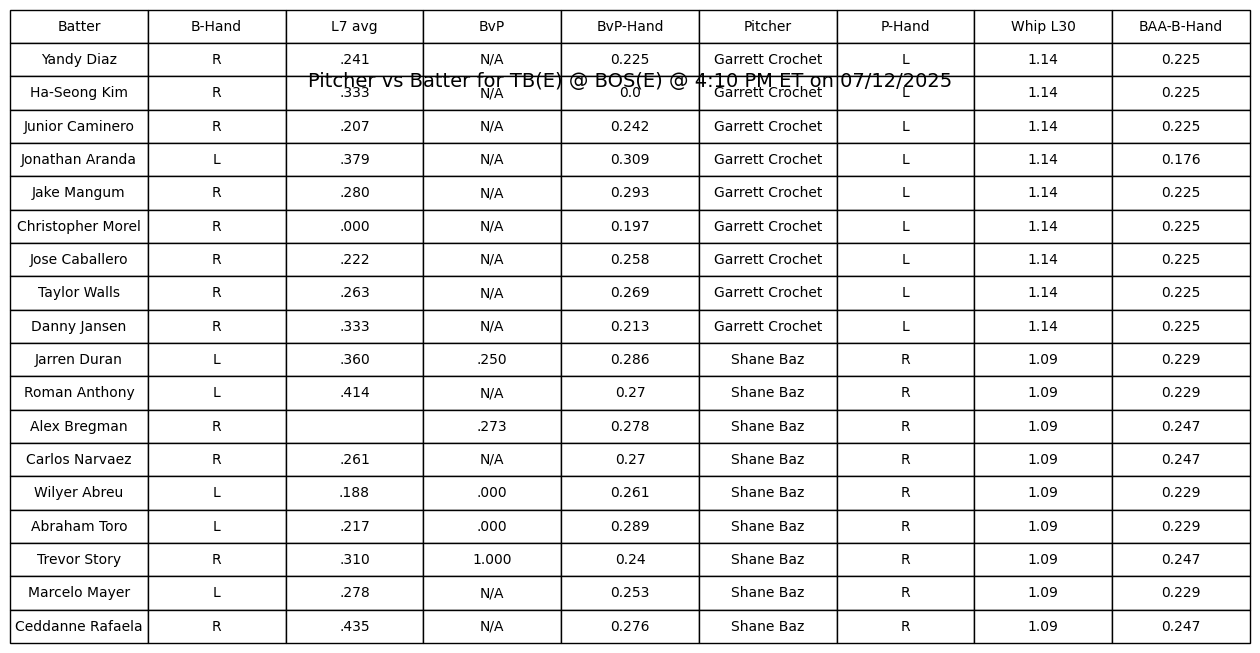 Batter B-Hand L7 avg BvP BvP-Hand Pitcher P-Hand Whip L30 BAA-B-Hand
Yandy Diaz R .241 N/A 0.225 Garrett Crochet L 1.14 0.225
Pitcher vs Batter for TB(E) @ BOS(E) @ 4:10 PM ET on 07/12/2025
Ha-Seong Kim R .333 N/A 0.0 Garrett Crochet L 1.14 0.225
Junior Caminero R .207 N/A 0.242 Garrett Crochet L 1.14 0.225
Jonathan Aranda L .379 N/A 0.309 Garrett Crochet L 1.14 0.176
Jake Mangum R .280 N/A 0.293 Garrett Crochet L 1.14 0.225
Christopher Morel R .000 N/A 0.197 Garrett Crochet L 1.14 0.225
Jose Caballero R .222 N/A 0.258 Garrett Crochet L 1.14 0.225
Taylor Walls R .263 N/A 0.269 Garrett Crochet L 1.14 0.225
Danny Jansen R .333 N/A 0.213 Garrett Crochet L 1.14 0.225
Jarren Duran L .360 .250 0.286 Shane Baz R 1.09 0.229
Roman Anthony L .414 N/A 0.27 Shane Baz R 1.09 0.229
Alex Bregman R .273 0.278 Shane Baz R 1.09 0.247
Carlos Narvaez R .261 N/A 0.27 Shane Baz R 1.09 0.247
Wilyer Abreu L .188 .000 0.261 Shane Baz R 1.09 0.229
Abraham Toro L .217 .000 0.289 Shane Baz R 1.09 0.229
Trevor Story R .310 1.000 0.24 Shane Baz R 1.09 0.247
Marcelo Mayer L .278 N/A 0.253 Shane Baz R 1.09 0.229
Ceddanne Rafaela R .435 N/A 0.276 Shane Baz R 1.09 0.247